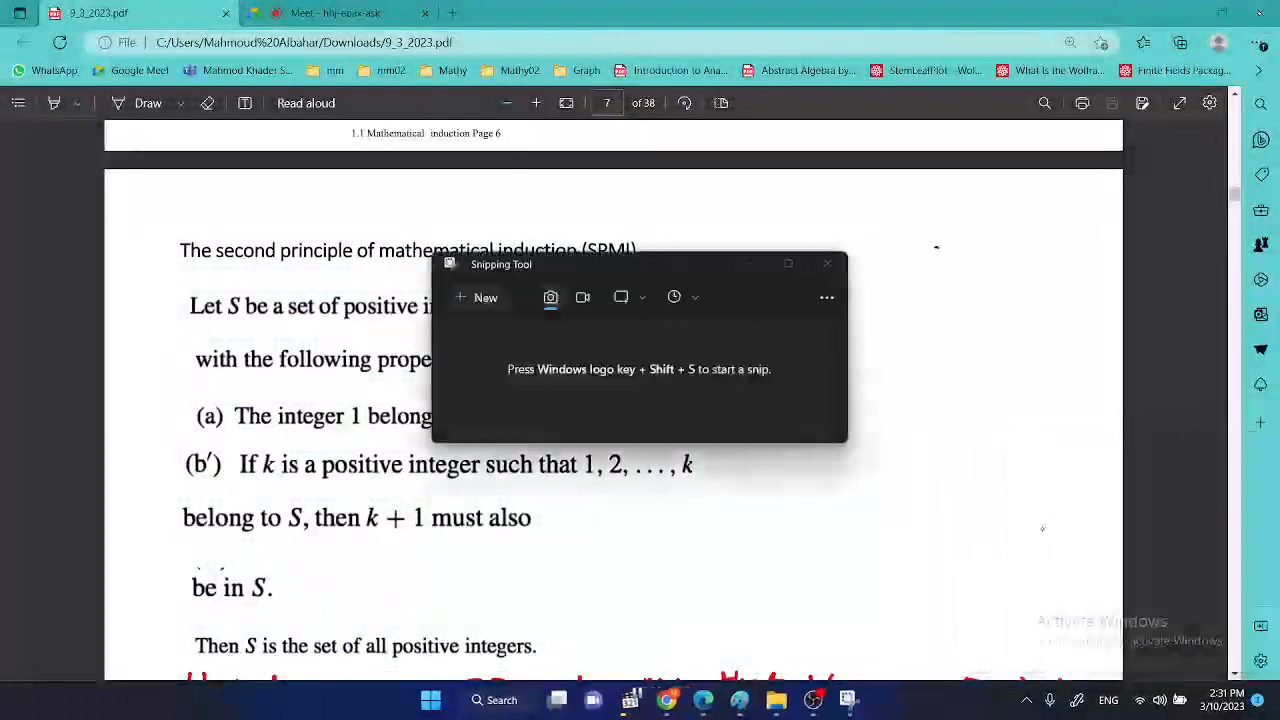 9_3_2023.pdf
Meet - hhj-eoax-ask
File
C:/Users/Mahmoud%20Albahar/Downloads/9_3_2023.pdf
WhatsApp
Google Meet
Mahmod Khader S...
mrn
mrn02
Mathy
Mathy02
Graph
Introduction to Ana...
Abstract Algebra by...
StemLeafPlot—Wol...
What Is the Wolfra...
Finite Fields Packag...
Draw
Read aloud
7 of 38
1.1 Mathematical induction Page 6
The second principle of mathematical induction (SPMI)
Snipping Tool
New
Let S be a set of positive i
with the following prope
Press Windows logo key + Shift + S to start a snip.
(a) The integer 1 belong
(b′) If k is a positive integer such that 1, 2, . . . , k
belong to S, then k + 1 must also
be in S.
Activate Windows
Then S is the set of all positive integers.
Search
ENG
2:31 PM
3/10/2023